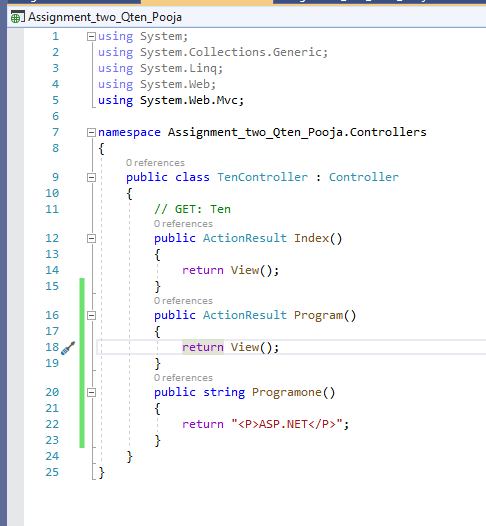 Assignment_two_Qten_Pooja
1 using System;
2 using System.Collections.Generic;
3 using System.Linq;
4 using System.Web;
5 using System.Web.Mvc;
6
7 namespace Assignment_two_Qten_Pooja.Controllers
8 {
0 references
9 public class TenController : Controller
10 {
11 // GET: Ten
0 references
12 public ActionResult Index()
13 {
14 return View();
15 }
0 references
16 public ActionResult Program()
17 {
18 return View();
19 }
0 references
20 public string Programone()
21 {
22 return "<P>ASP.NET</P>";
23 }
24 }
25 }